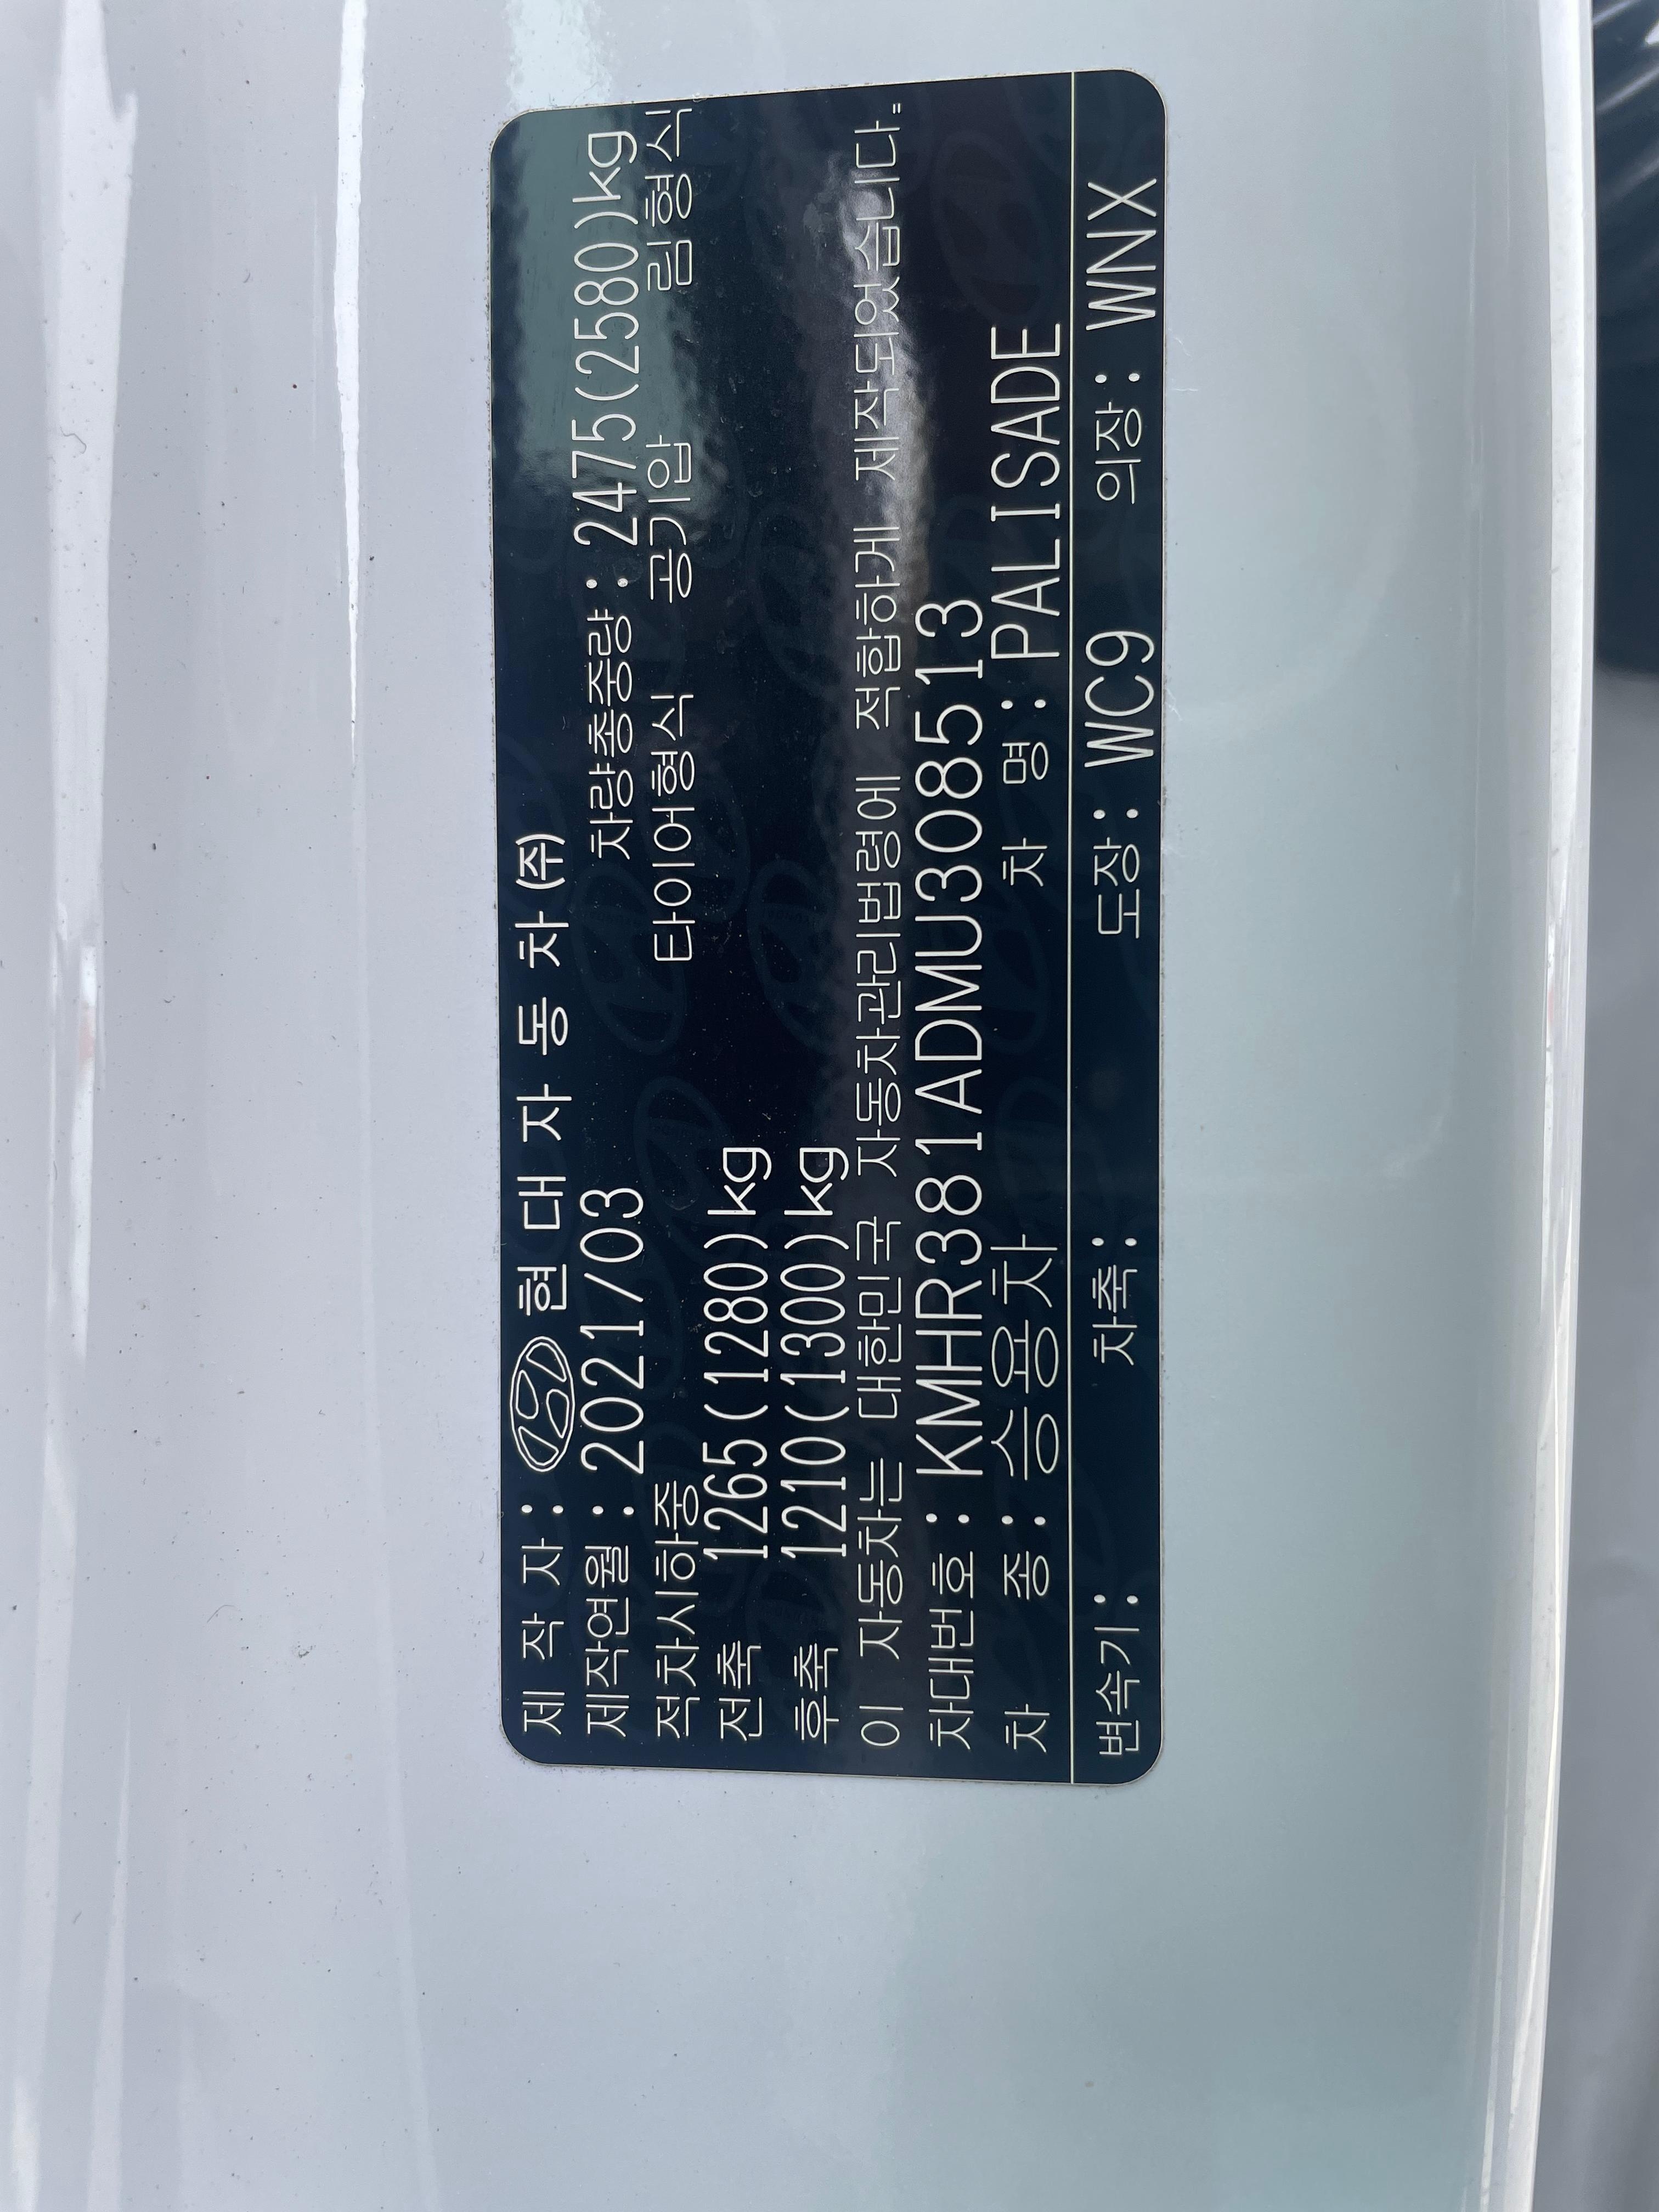 제 작 자 : 현 대 자 동 차 (주)
제작연월 : 2021/03 차량총중량 : 2475(2580)kg
적차시하중 타이어형식 공기압 림형식
전축 1265(1280)kg
후축 1210(1300)kg
이 자동차는 대한민국 자동차관리법령에 적합하게 제작되었습니다.
차대번호 : KMHR381ADMU308513
차 종 : 승용차 차 명 : PALISADE
변속기 : 차축 : 도장 : WC9 의장 : WNX